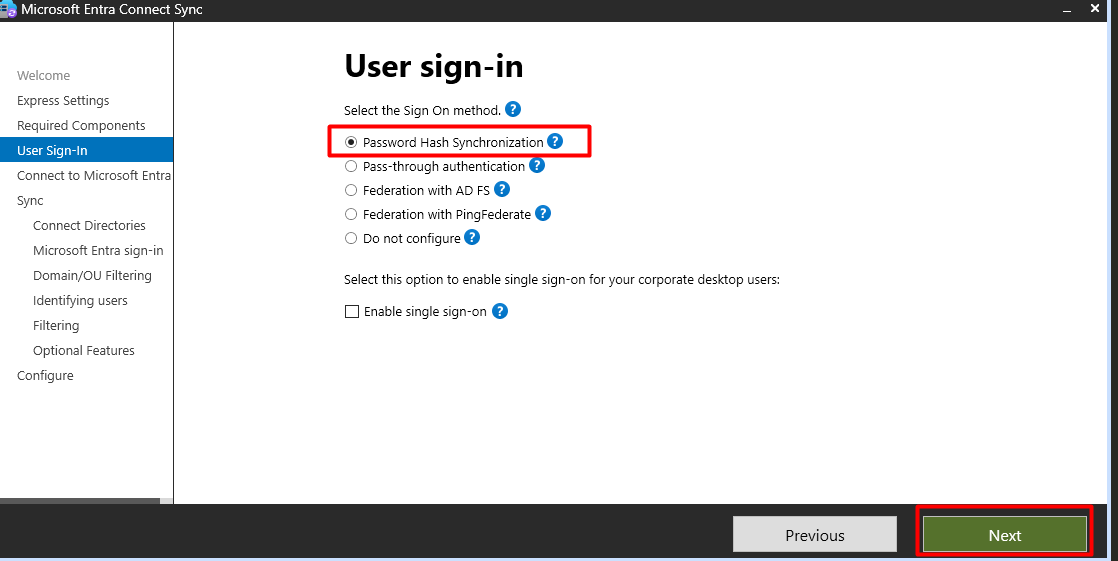 Microsoft Entra Connect Sync
Welcome
Express Settings
Required Components
User Sign-In
Connect to Microsoft Entra
Sync
Connect Directories
Microsoft Entra sign-in
Domain/OU Filtering
Identifying users
Filtering
Optional Features
Configure
User sign-in
Select the Sign On method. ?
Password Hash Synchronization ?
Pass-through authentication ?
Federation with AD FS ?
Federation with PingFederate ?
Do not configure ?
Select this option to enable single sign-on for your corporate desktop users:
Enable single sign-on ?
Previous
Next